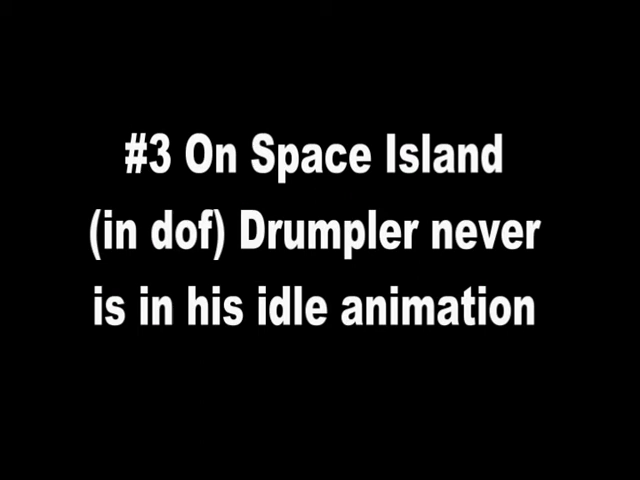 #3 On Space Island
(in dof) Drumpler never
is in his idle animation